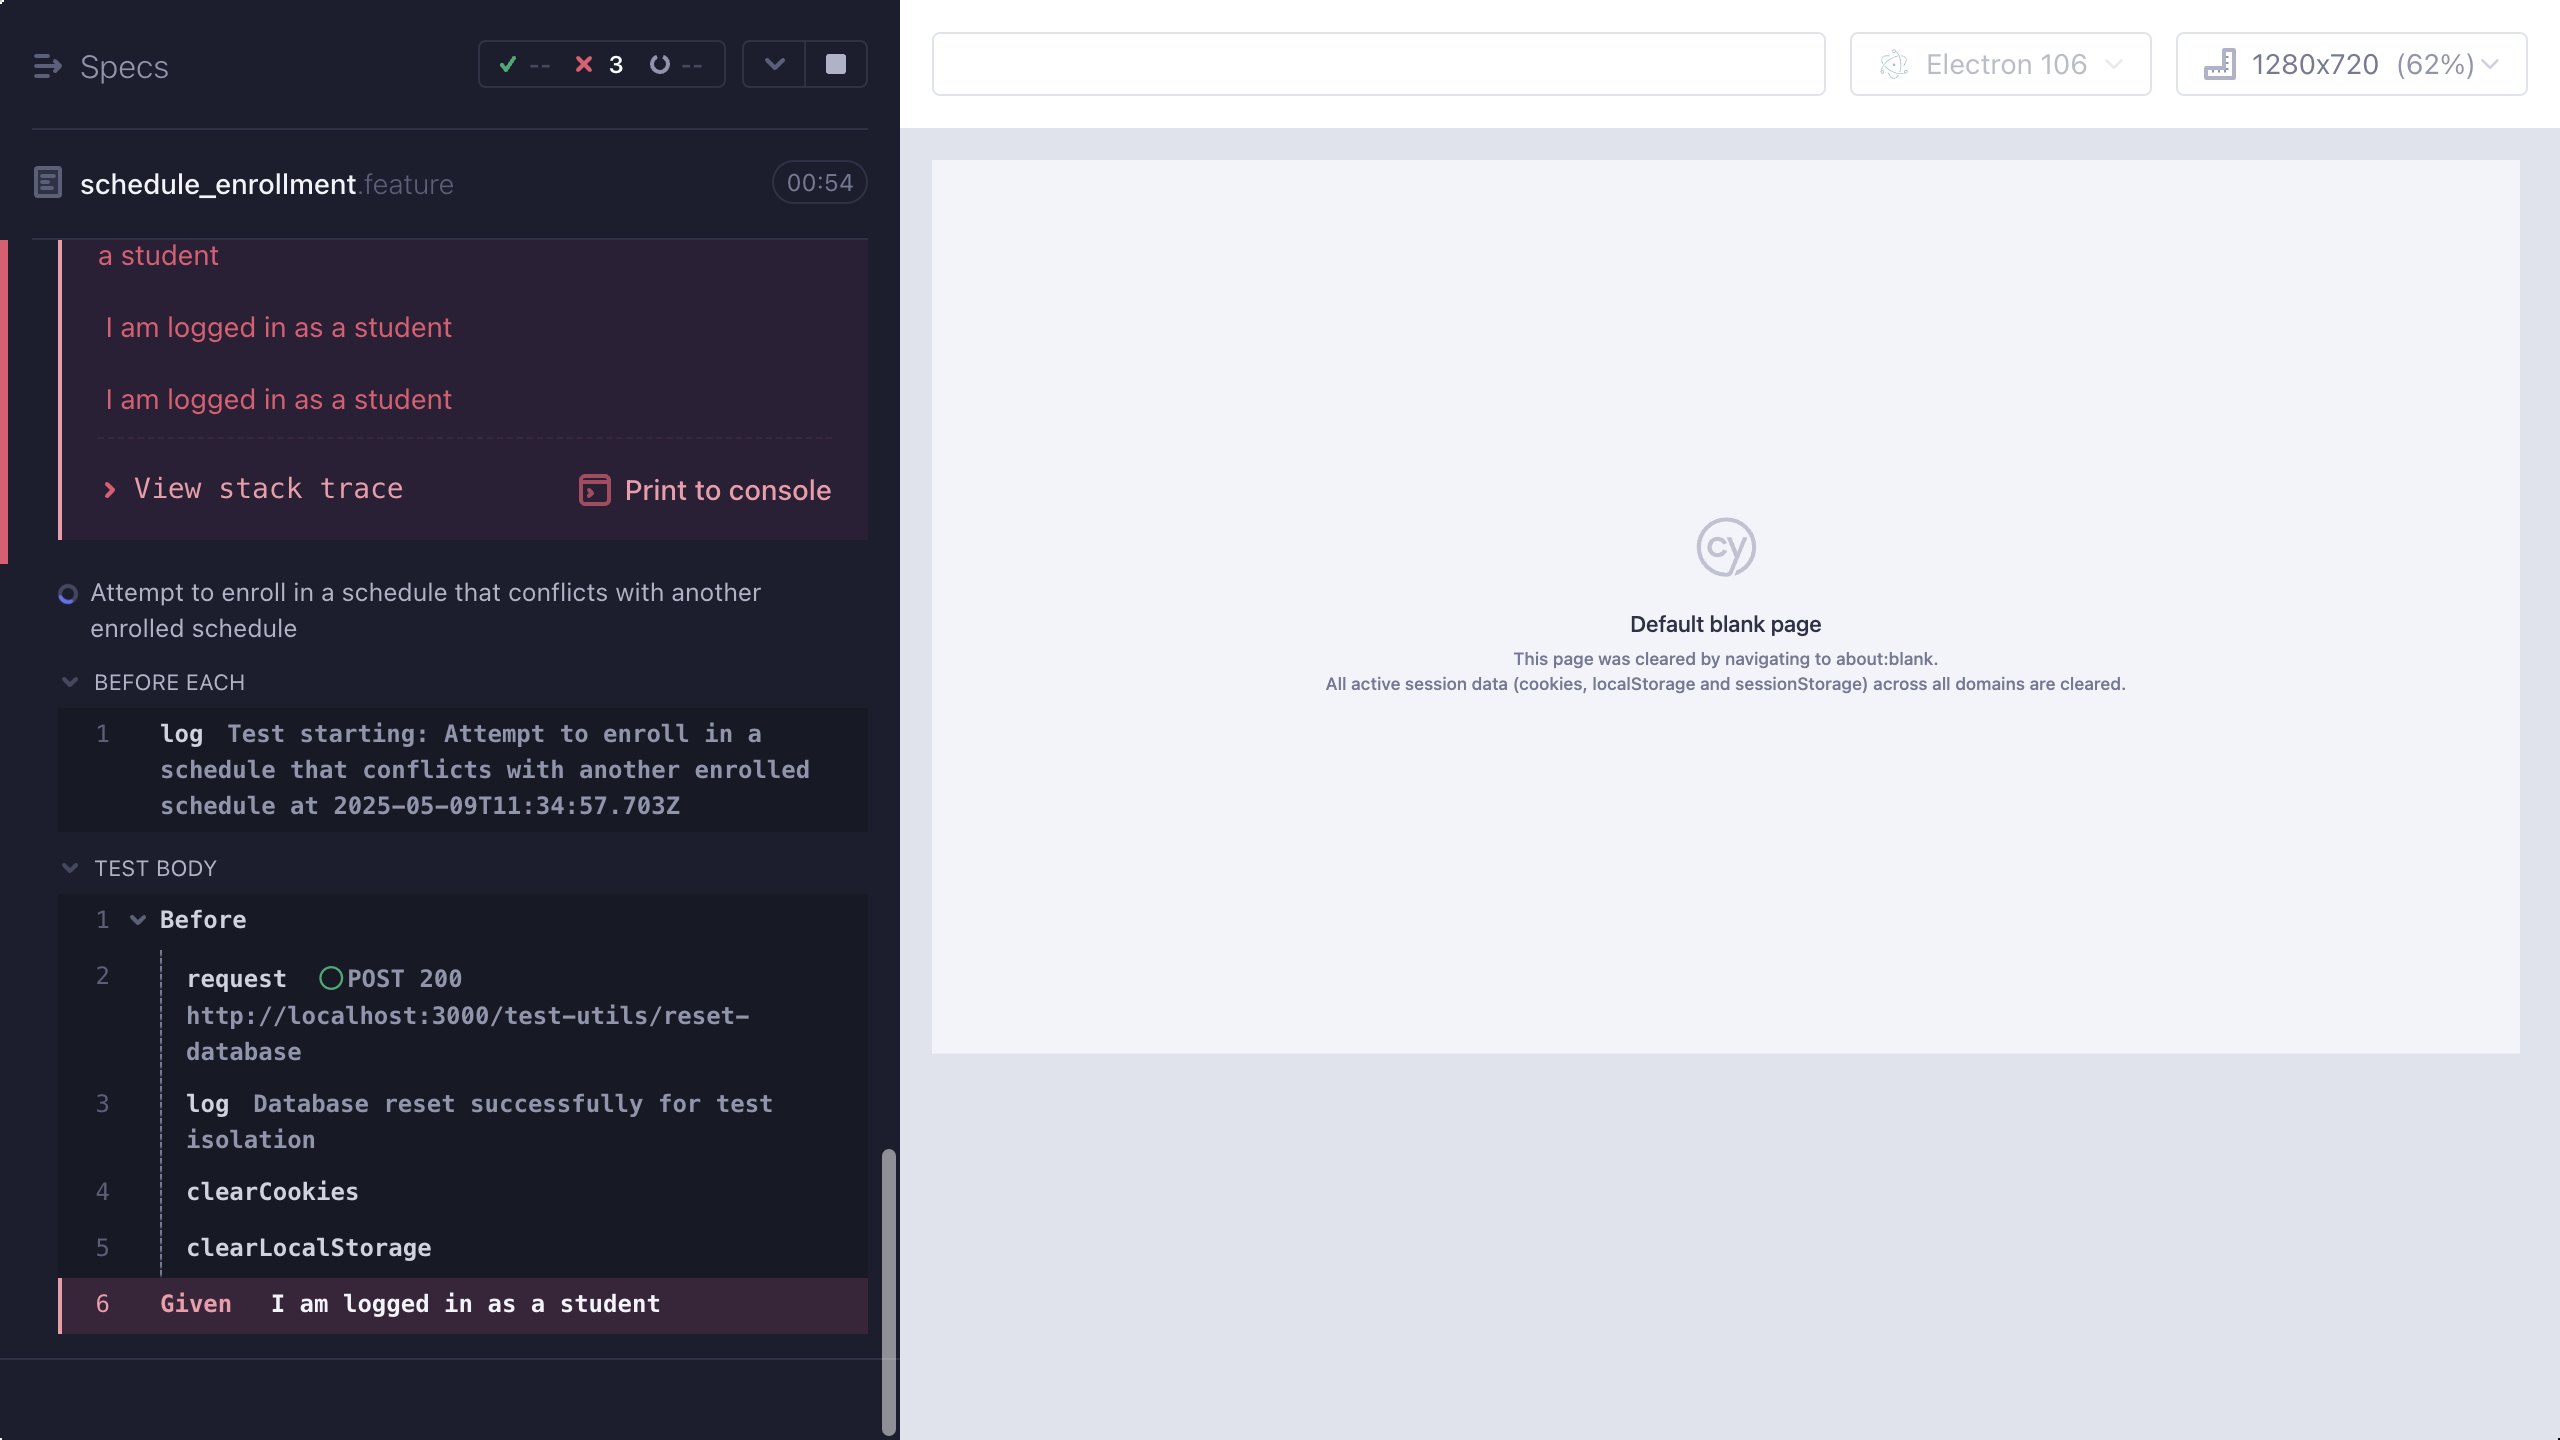 Specs
-- 3 --
schedule_enrollment.feature 00:54
a student
I am logged in as a student
I am logged in as a student
View stack trace Print to console
Attempt to enroll in a schedule that conflicts with another
enrolled schedule
BEFORE EACH
1 log Test starting: Attempt to enroll in a
schedule that conflicts with another enrolled
schedule at 2025-05-09T11:34:57.703Z
TEST BODY
1 Before
2 request POST 200
http://localhost:3000/test-utils/reset-
database
3 log Database reset successfully for test
isolation
4 clearCookies
5 clearLocalStorage
6 Given I am logged in as a student
Electron 106
1280x720 (62%)
cy
Default blank page
This page was cleared by navigating to about:blank.
All active session data (cookies, localStorage and sessionStorage) across all domains are cleared.